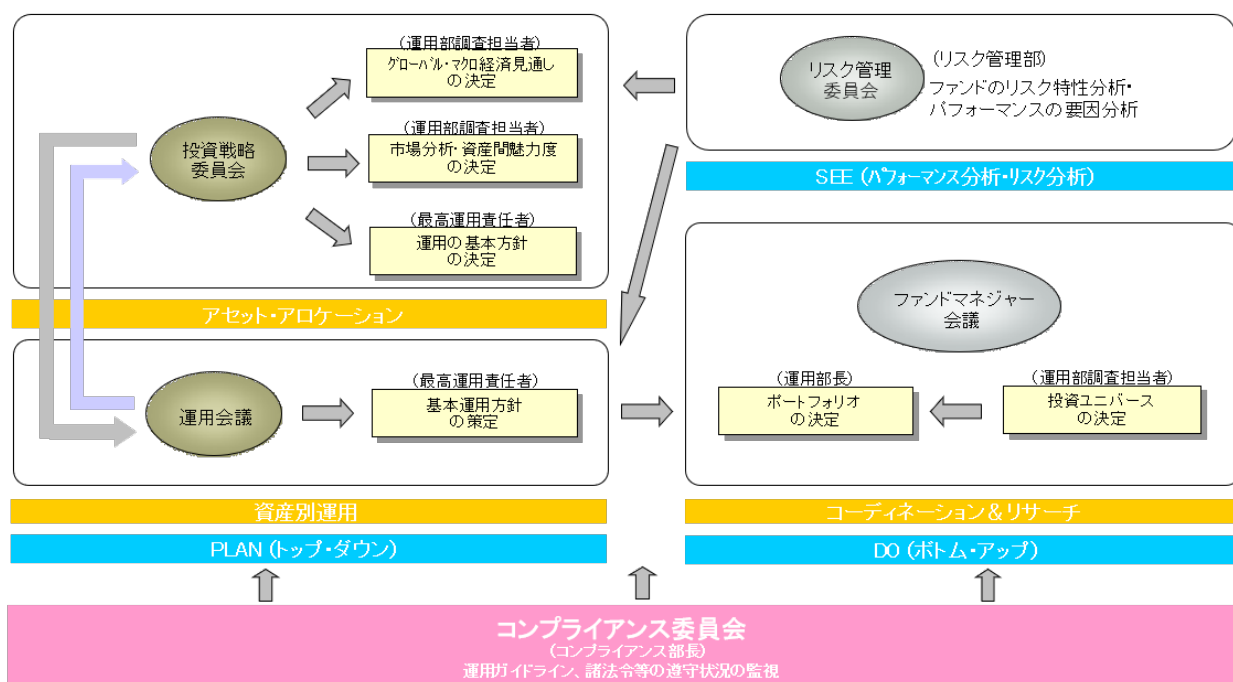 (運用部調査担当者)
グローバル・マクロ経済見通し
の決定
投資戦略
委員会
(運用部調査担当者)
市場分析・資産間魅力度
の決定
(最高運用責任者)
運用の基本方針
の決定
アセット・アロケーション
リスク管理
委員会
(リスク管理部)
ファンドのリスク特性分析・
パフォーマンスの要因分析
SEE (パフォーマンス分析・リスク分析)
運用会議
(最高運用責任者)
基本運用方針
の策定
資産別運用
PLAN (トップ・ダウン)
ファンドマネジャー
会議
(運用部長)
ポートフォリオ
の決定
(運用部調査担当者)
投資ユニバース
の決定
コーディネーション&リサーチ
DO (ボトム・アップ)
コンプライアンス委員会
(コンプライアンス部長)
運用ガイドライン、諸法令等の遵守状況の監視